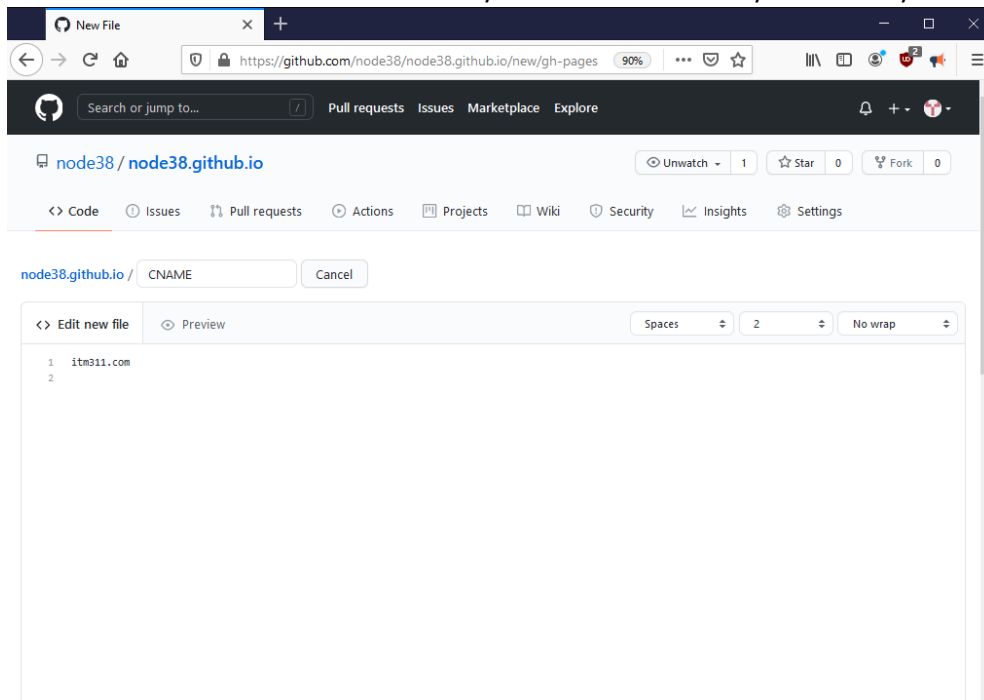 New File
https://github.com/node38/node38.github.io/new/gh-pages 90% 2
Search or jump to... / Pull requests Issues Marketplace Explore
node38 / node38.github.io Unwatch 1 Star 0 Fork 0
<> Code Issues Pull requests Actions Projects Wiki Security Insights Settings
node38.github.io / CNAME Cancel
<> Edit new file Preview Spaces 2 No wrap
1 itm311.com
2